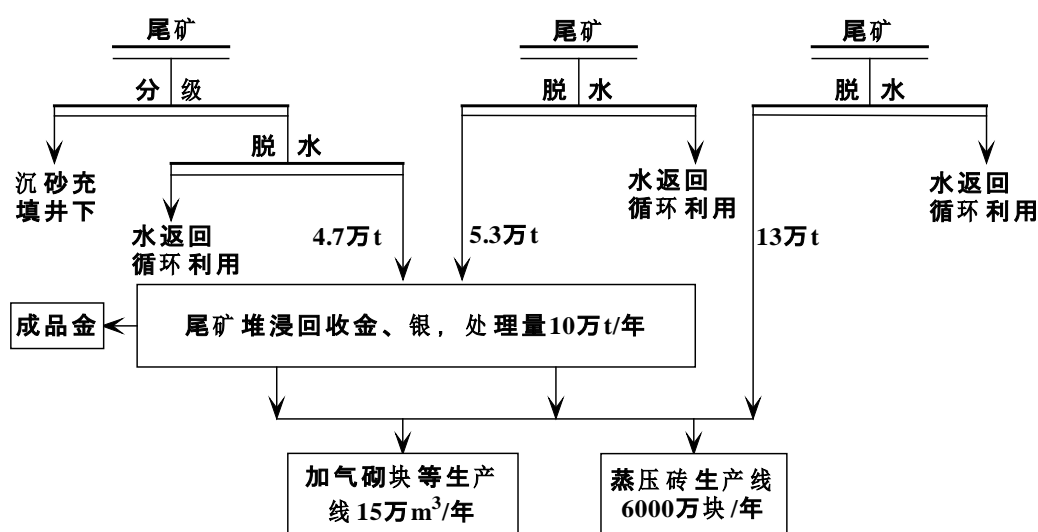 尾矿
尾矿
尾矿
分级
脱水
脱水
脱水
沉砂充
填井下
水返回
循环利用
水返回
循环利用
水返回
循环利用
4.7万t
5.3万t
13万t
成品金
尾矿堆浸回收金、银，处理量10万t/年
加气砌块等生产
线15万m³/年
蒸压砖生产线
6000万块/年